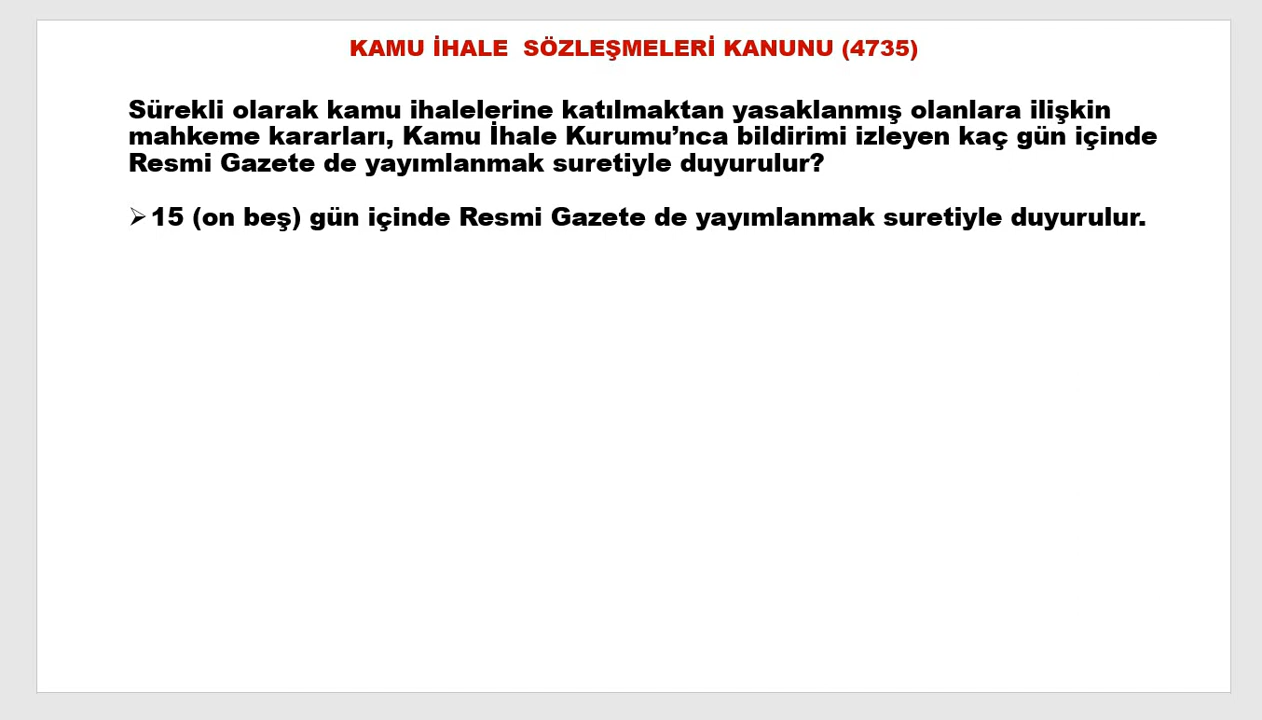 KAMU İHALE  SÖZLEŞMELERİ KANUNU (4735)
Sürekli olarak kamu ihalelerine katılmaktan yasaklanmış olanlara ilişkin
mahkeme kararları, Kamu İhale Kurumu’nca bildirimi izleyen kaç gün içinde
Resmi Gazete de yayımlanmak suretiyle duyurulur?
➢ 15 (on beş) gün içinde Resmi Gazete de yayımlanmak suretiyle duyurulur.